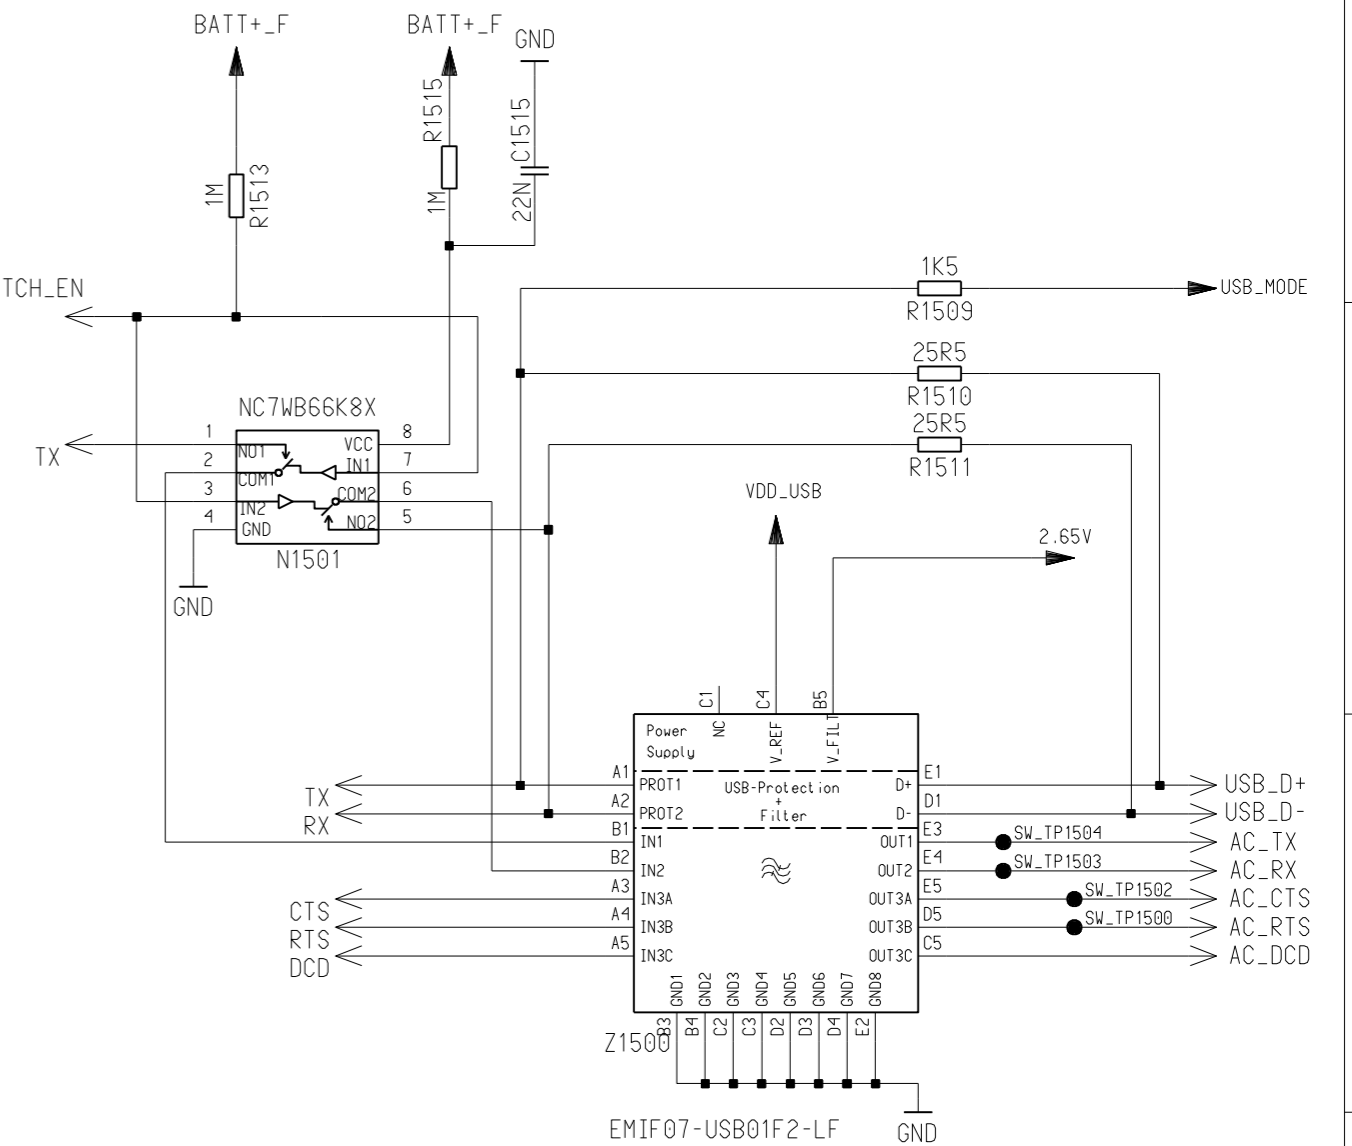 BATT+_F
BATT+_F
GND
R1515
C1515
1M
R1513
1M
22N
TCH_EN
1K5
R1509
USB_MODE
25R5
R1510
25R5
R1511
NC7WB66K8X
TX
1
2
3
4
NO1
COM1
IN2
GND
VCC
IN1
COM2
NO2
8
7
6
5
N1501
GND
VDD_USB
2.65V
C1
C4
B5
NC
V_REF
V_FILT
Power
Supply
USB-Protection
+
Filter
TX
RX
CTS
RTS
DCD
A1
A2
B1
B2
A3
A4
A5
PROT1
PROT2
IN1
IN2
IN3A
IN3B
IN3C
D+
D-
OUT1
OUT2
OUT3A
OUT3B
OUT3C
E1
D1
E3
E4
E5
D5
C5
SW_TP1504
SW_TP1503
SW_TP1502
SW_TP1500
USB_D+
USB_D-
AC_TX
AC_RX
AC_CTS
AC_RTS
AC_DCD
GND1
GND2
GND3
GND4
GND5
GND6
GND7
GND8
B3
B4
C2
C3
D2
D3
D4
E2
Z1500
EMIF07-USB01F2-LF
GND